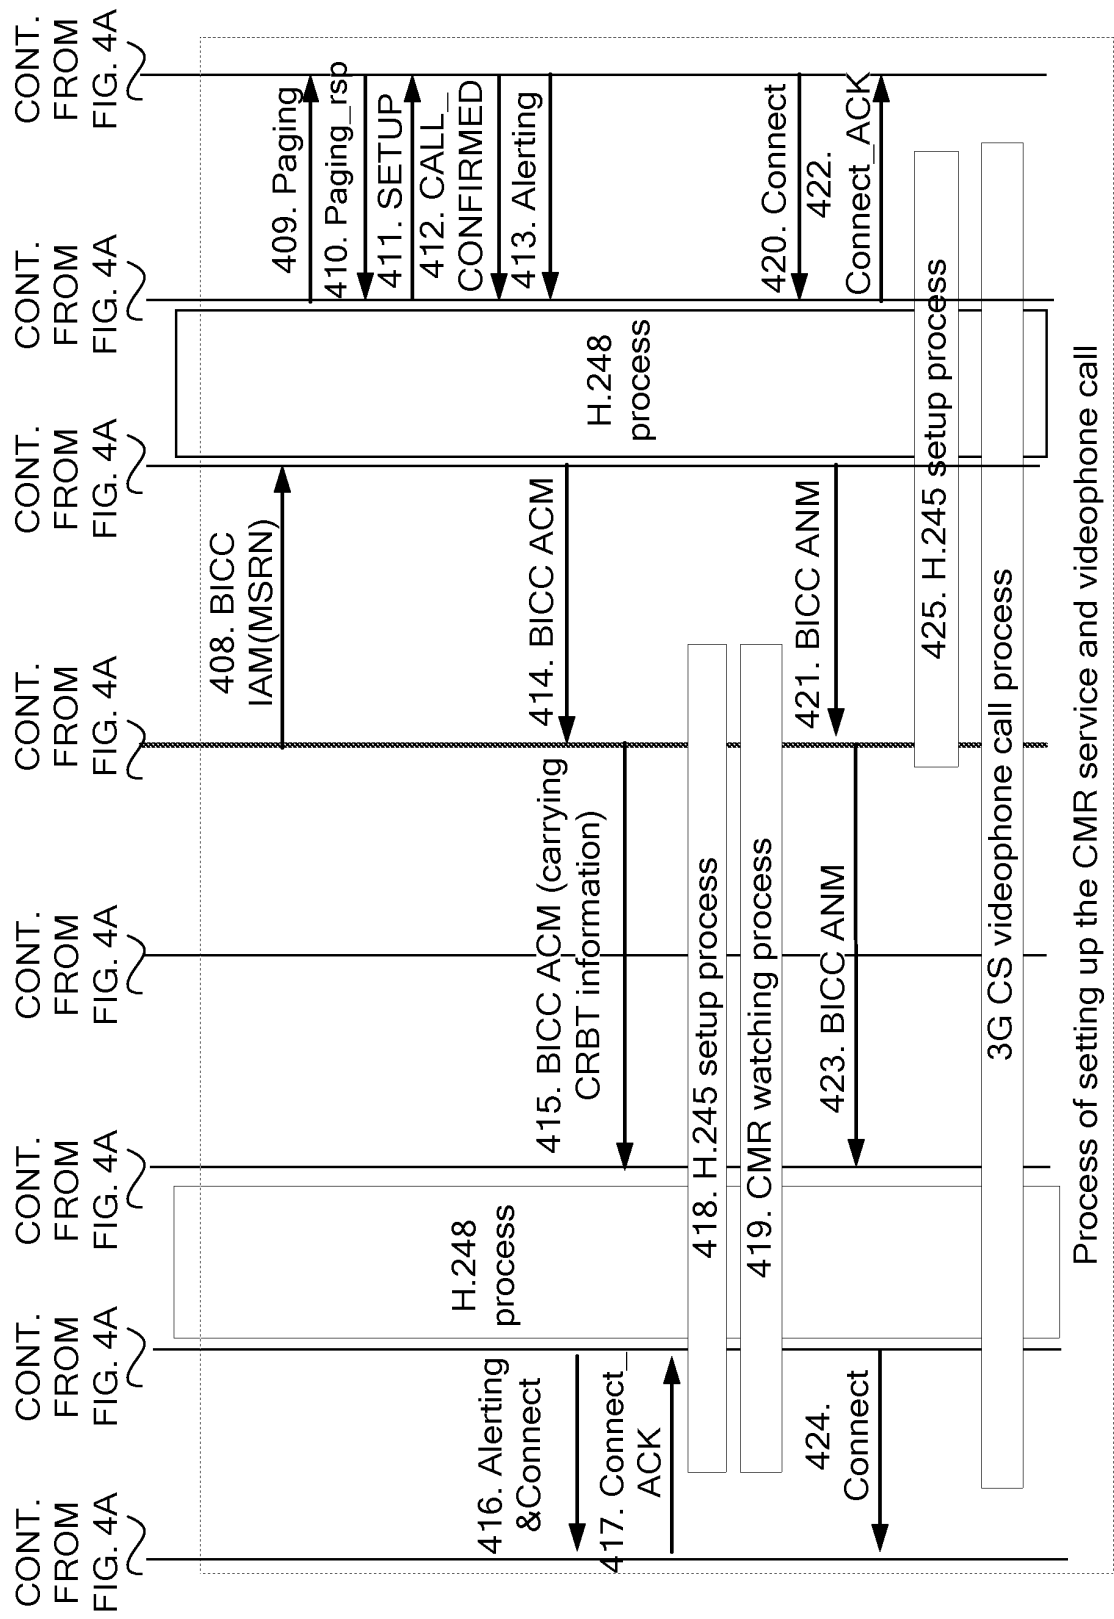 CONT.
FROM
FIG. 4A
CONT.
FROM
FIG. 4A
CONT.
FROM
FIG. 4A
CONT.
FROM
FIG. 4A
CONT.
FROM
FIG. 4A
CONT.
FROM
FIG. 4A
CONT.
FROM
FIG. 4A
CONT.
FROM
FIG. 4A
408. BICC
IAM(MSRN)
409. Paging
410. Paging_rsp
411. SETUP
412. CALL_
CONFIRMED
413. Alerting
H.248
process
H.248
process
414. BICC ACM
415. BICC ACM (carrying
CRBT information)
416. Alerting
&Connect
417. Connect_
ACK
418. H.245 setup process
419. CMR watching process
420. Connect
421. BICC ANM
422.
Connect_ACK
423. BICC ANM
424.
Connect
425. H.245 setup process
3G CS videophone call process
Process of setting up the CMR service and videophone call